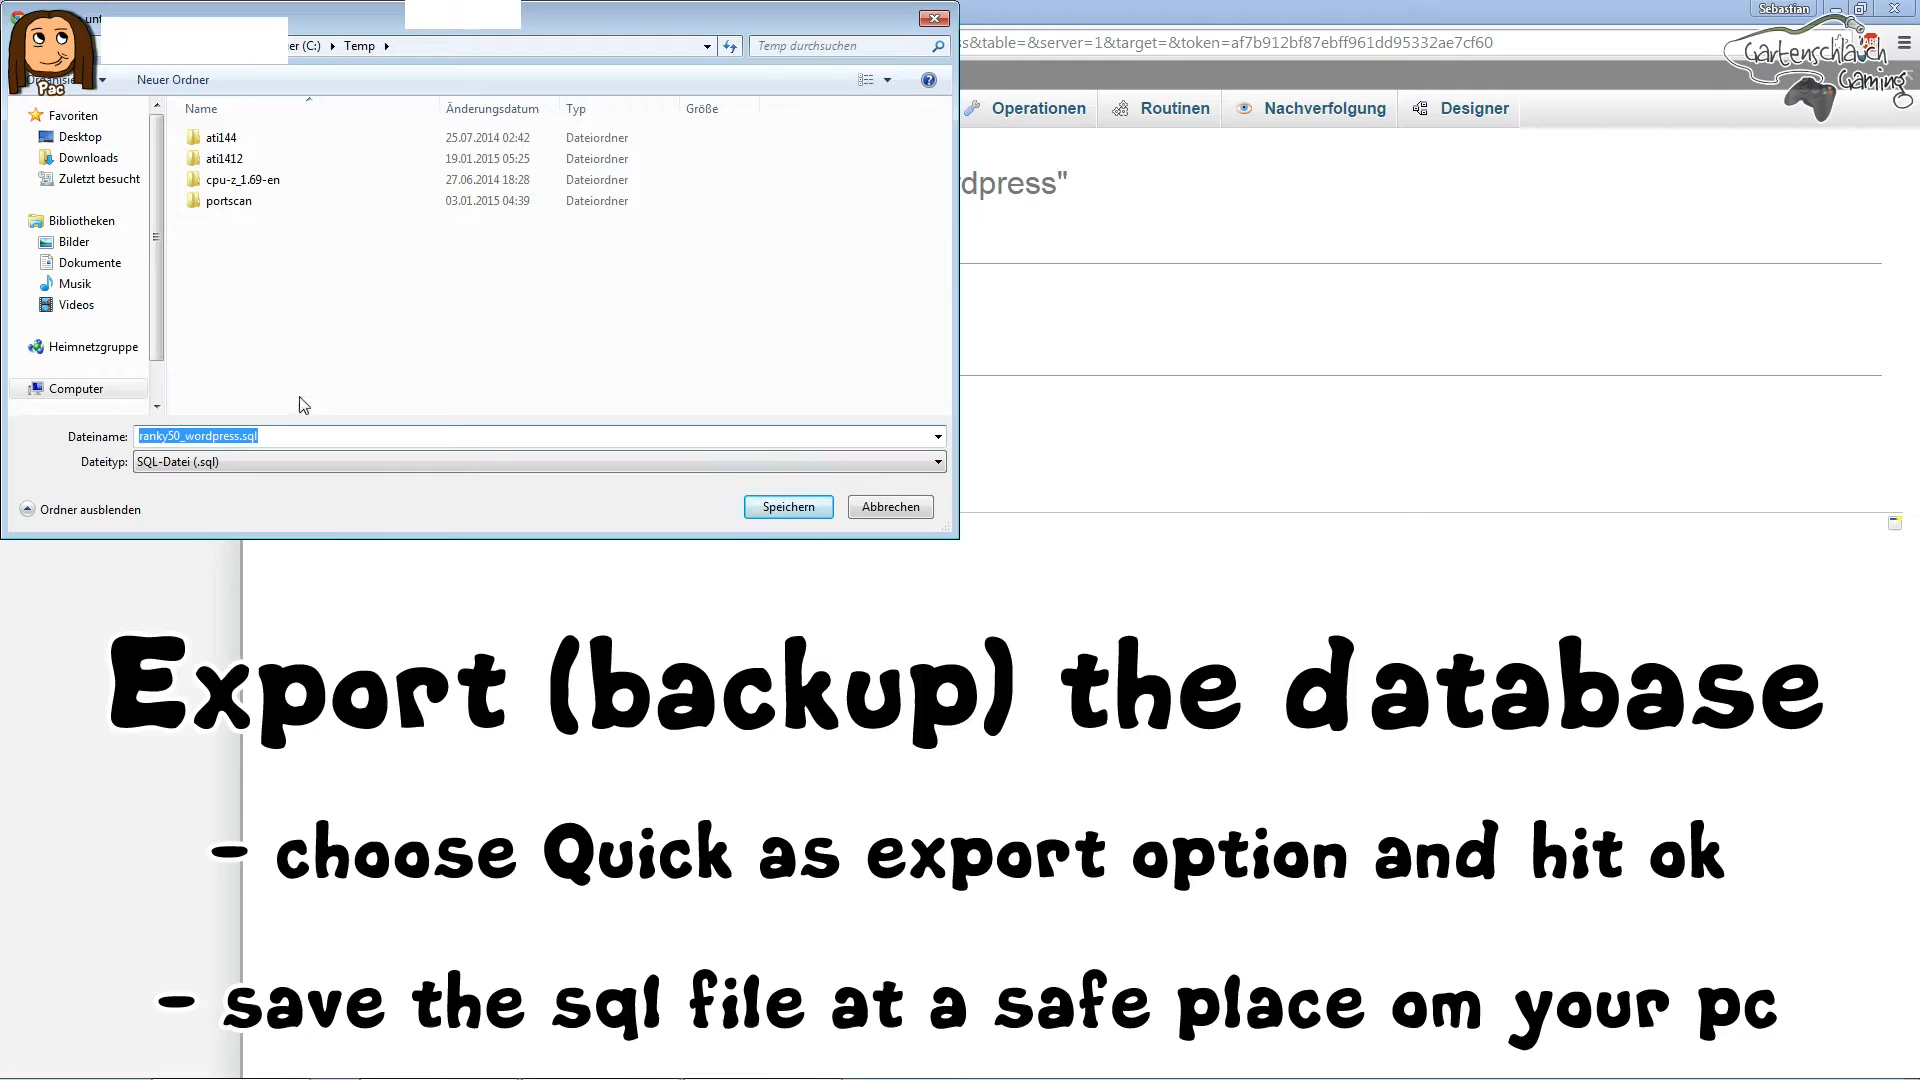 Sebastian
er (C:) Temp
Temp durchsuchen
s&table=&server=1&target=&token=af7b912bf87ebff961dd95332ae7cf60
Gartenschlauch
Gaming
Pac
Neuer Ordner
Operationen Routinen Nachverfolgung Designer
dpress"
Favoriten
Desktop
Downloads
Zuletzt besucht
Bibliotheken
Bilder
Dokumente
Musik
Videos
Heimnetzgruppe
Computer
Name Änderungsdatum Typ Größe
ati144 25.07.2014 02:42 Dateiordner
ati1412 19.01.2015 05:25 Dateiordner
cpu-z_1.69-en 27.06.2014 18:28 Dateiordner
portscan 03.01.2015 04:39 Dateiordner
Dateiname: ranky50_wordpress.sql
Dateityp: SQL-Datei (.sql)
Ordner ausblenden
Speichern Abbrechen
Export (backup) the database
- choose Quick as export option and hit ok
- save the sql file at a safe place om your pc